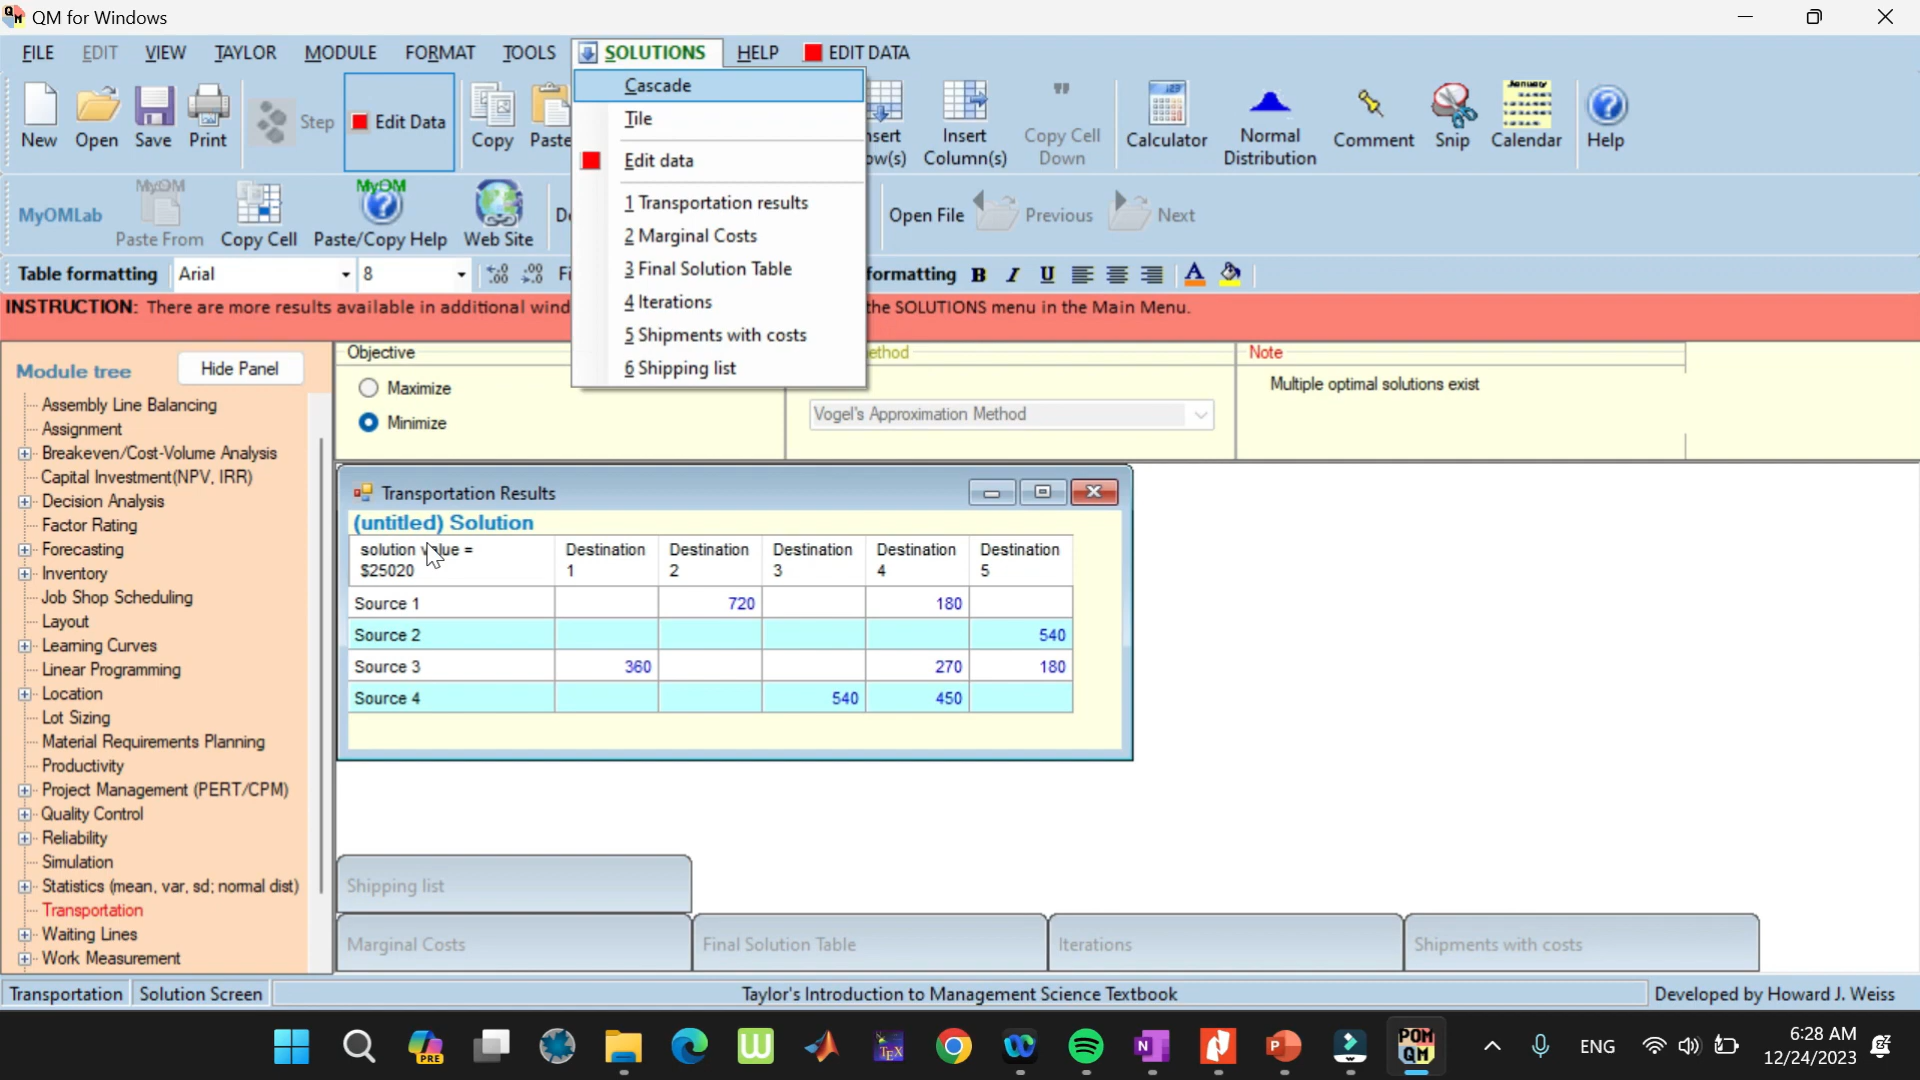 QM for Windows
FILE EDIT VIEW TAYLOR MODULE FORMAT TOOLS SOLUTIONS HELP EDIT DATA
Cascade
Tile
Edit data
1 Transportation results
2 Marginal Costs
3 Final Solution Table
4 Iterations
5 Shipments with costs
6 Shipping list
New Open Save Print Step Edit Data Copy Paste
Insert Column(s) Copy Cell Down Calculator Normal Distribution Comment Snip Calendar Help
MyOMLab Paste From Copy Cell Paste/Copy Help Web Site Open File Previous Next
Table formatting Arial 8 formatting B I U A
INSTRUCTION: There are more results available in additional wind the SOLUTIONS menu in the Main Menu.
Module tree Hide Panel
Assembly Line Balancing
Assignment
Breakeven/Cost-Volume Analysis
Capital Investment(NPV, IRR)
Decision Analysis
Factor Rating
Forecasting
Inventory
Job Shop Scheduling
Layout
Learning Curves
Linear Programming
Location
Lot Sizing
Material Requirements Planning
Productivity
Project Management (PERT/CPM)
Quality Control
Reliability
Simulation
Statistics (mean, var, sd; normal dist)
Transportation
Waiting Lines
Work Measurement
Objective
Maximize
Minimize
ethod
Vogel's Approximation Method
Note
Multiple optimal solutions exist
Transportation Results
(untitled) Solution
solution value = $25020 Destination 1 Destination 2 Destination 3 Destination 4 Destination 5
Source 1 720 180
Source 2 540
Source 3 360 270 180
Source 4 540 450
Shipping list
Marginal Costs Final Solution Table Iterations Shipments with costs
Transportation Solution Screen Taylor's Introduction to Management Science Textbook Developed by Howard J. Weiss
PRE TEX N P POM QM ENG 6:28 AM
12/24/2023